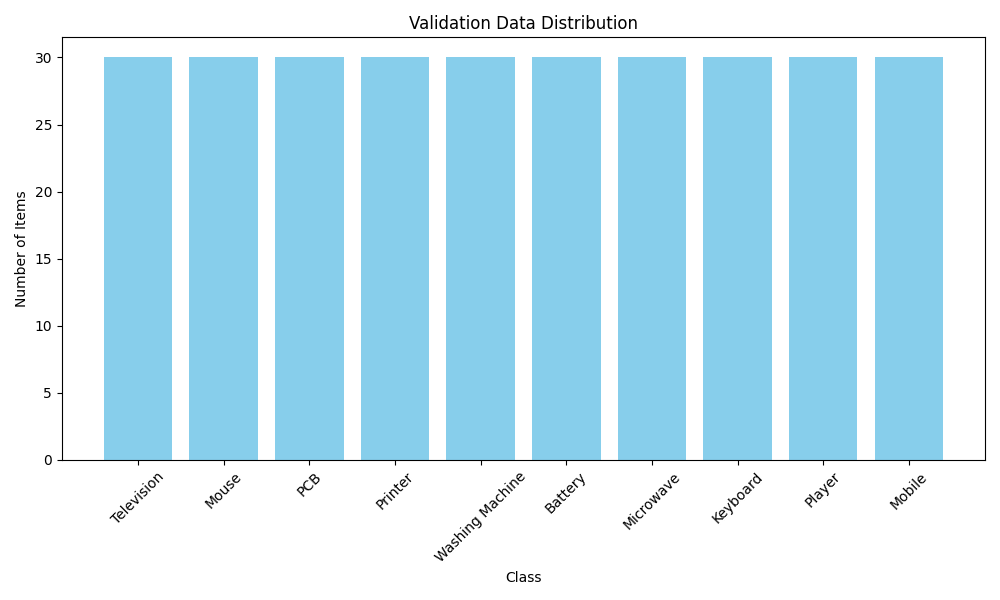 Validation Data Distribution
Number of Items
30
25
20
15
10
5
0
Television
Mouse
PCB
Printer
Washing Machine
Battery
Microwave
Keyboard
Player
Mobile
Class